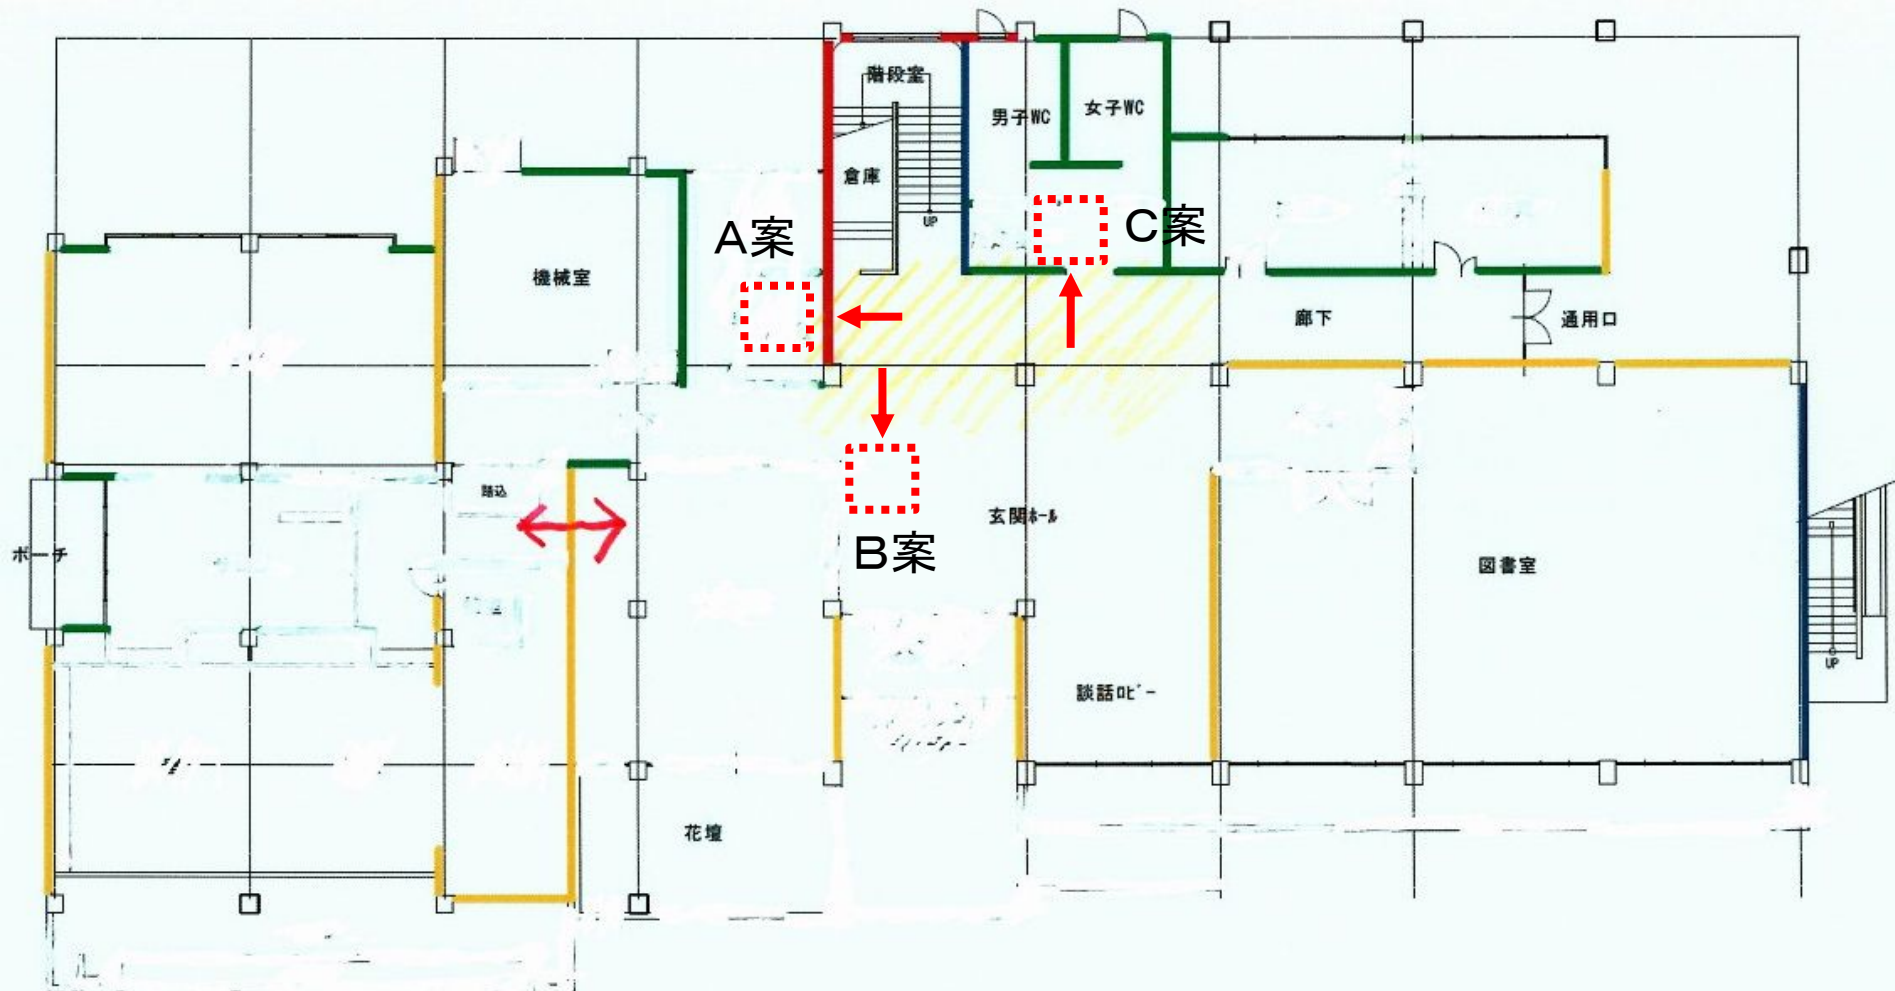 階段室
男子WC
女子WC
倉庫
UP
A案
C案
機械室
廊下
通用口
踏込
玄関ホール
B案
ポーチ
図書室
UP
談話ロビー
花壇